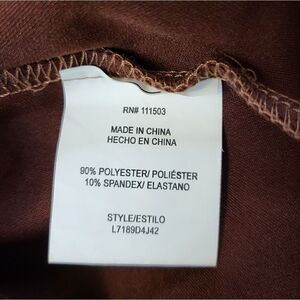 RN# 111503
MADE IN CHINA
HECHO EN CHINA
90% POLYESTER/ POLIÉSTER
10% SPANDEX/ ELASTANO
STYLE/ESTILO
L7189D4J42